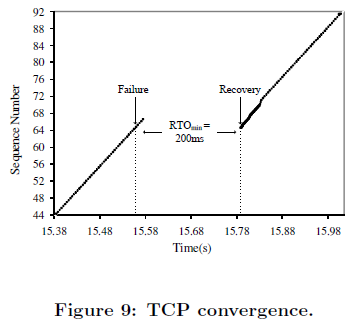 92
88
84
80
76
72
68
64
60
56
52
48
44
Sequence Number
Failure
Recovery
RTOmin =
200ms
15.38 15.48 15.58 15.68 15.78 15.88 15.98
Time(s)
Figure 9: TCP convergence.